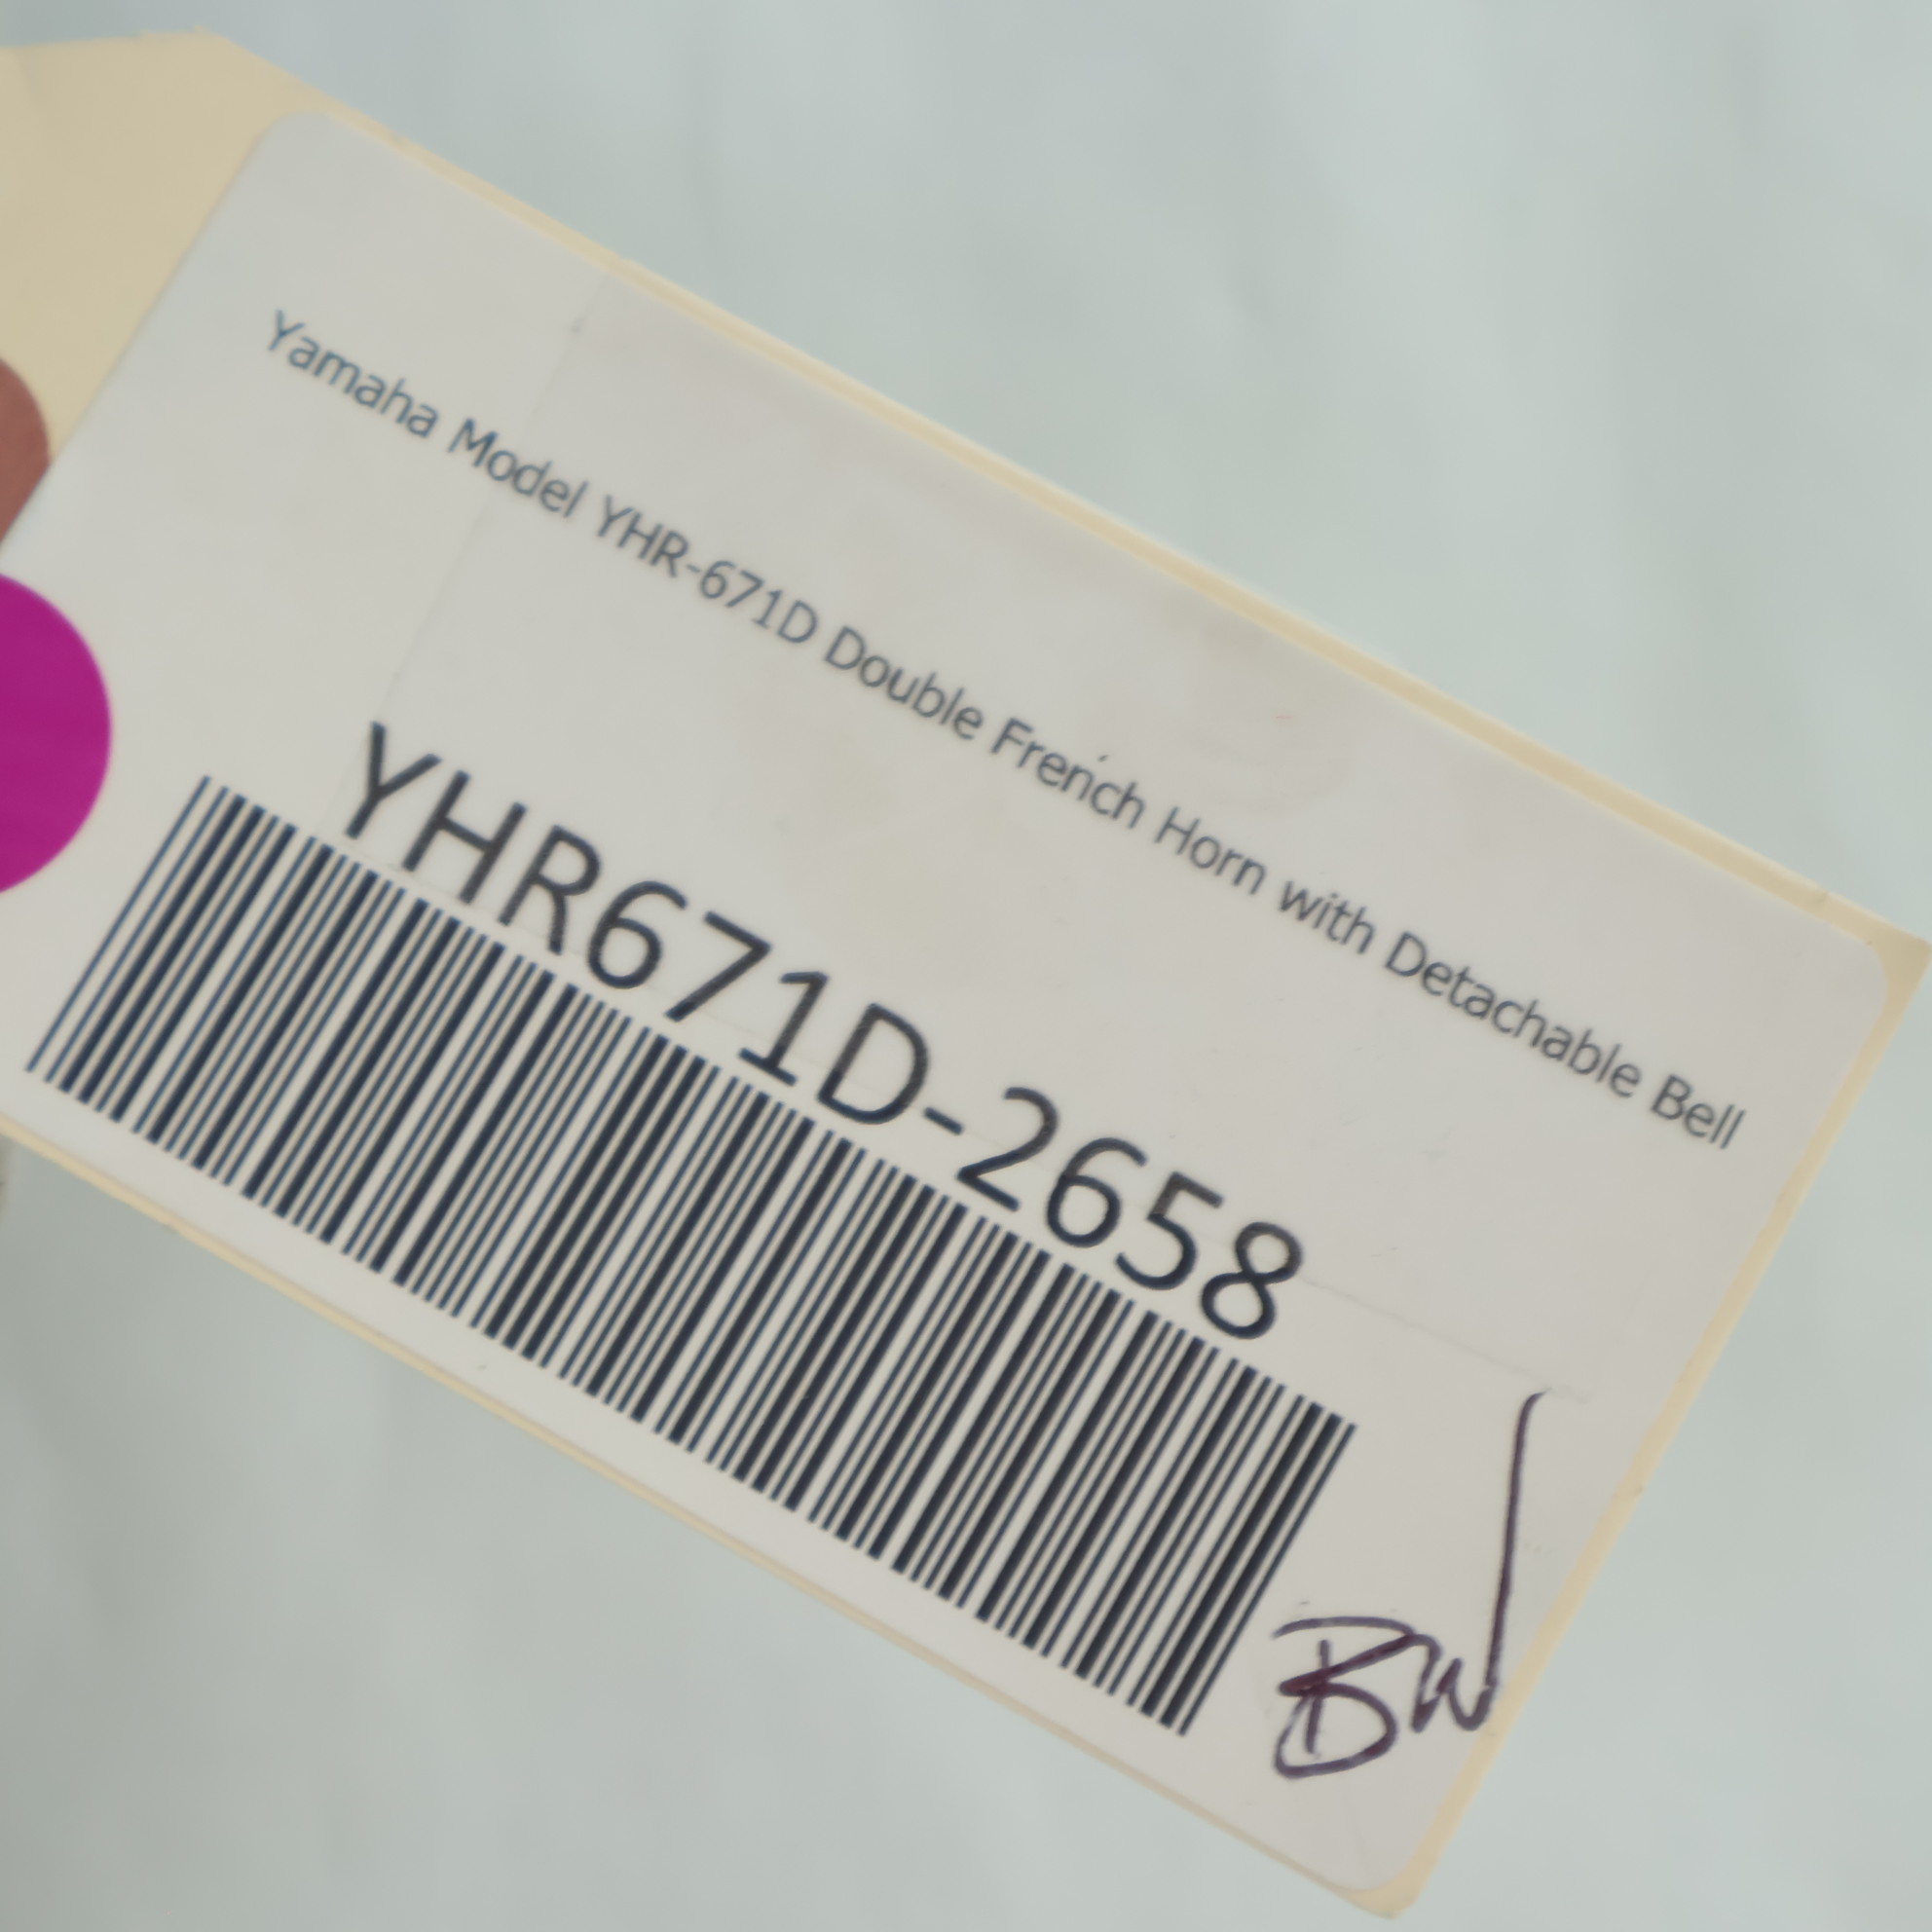 Yamaha Model YHR-671D Double French Horn with Detachable Bell
YHR671D-2658
BW